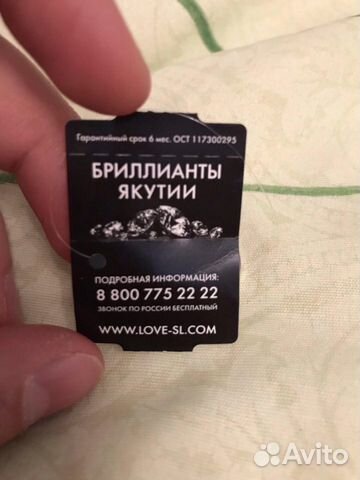 Гарантийный срок 6 мес. ОСТ 117300295
БРИЛЛИАНТЫ
ЯКУТИИ
ПОДРОБНАЯ ИНФОРМАЦИЯ:
8 800 775 22 22
ЗВОНОК ПО РОССИИ БЕСПЛАТНЫЙ
WWW.LOVE-SL.COM
Avito